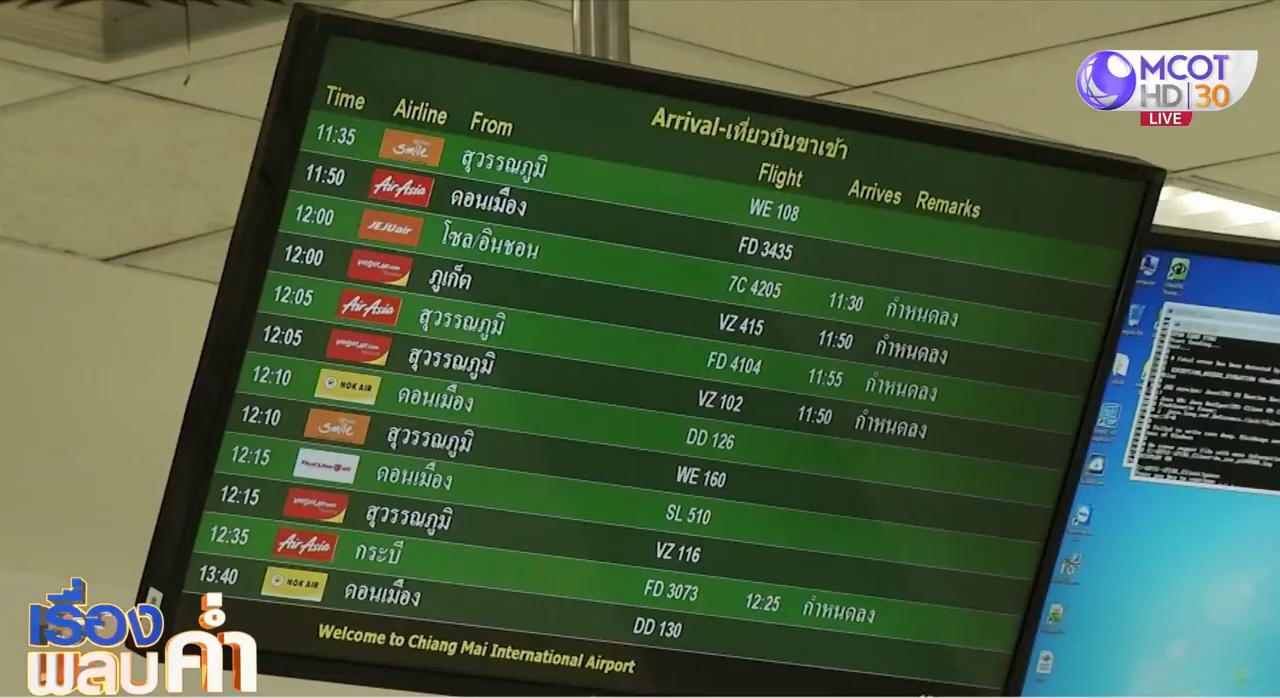 MCOT
HD 30
LIVE
Arrival-เที่ยวบินขาเข้า
Time Airline From Flight Arrives Remarks
11:35 Smile สุวรรณภูมิ WE 108
11:50 AirAsia ดอนเมือง FD 3435
12:00 JEJUair โซล/อินชอน 7C 4205 11:30 กำหนดลง
12:00 vietjetair.com ภูเก็ต VZ 415 11:50 กำหนดลง
12:05 AirAsia สุวรรณภูมิ FD 4104 11:55 กำหนดลง
12:05 vietjetair.com สุวรรณภูมิ VZ 102 11:50 กำหนดลง
12:10 NOK AIR ดอนเมือง DD 126
12:10 Smile สุวรรณภูมิ WE 160
12:15 ดอนเมือง SL 510
12:15 vietjetair.com สุวรรณภูมิ VZ 116
12:35 AirAsia กระบี่ FD 3073 12:25 กำหนดลง
13:40 NOK AIR ดอนเมือง DD 130
Welcome to Chiang Mai International Airport
เรื่อง
พลบค่ำ